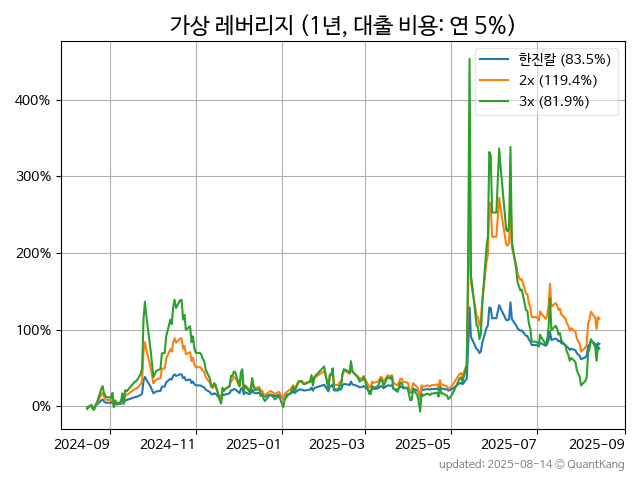 가상 레버리지 (1년, 대출 비용: 연 5%)
한진칼 (83.5%)
2x (119.4%)
3x (81.9%)
400%
300%
200%
100%
0%
2024-09 2024-11 2025-01 2025-03 2025-05 2025-07 2025-09
updated: 2025-08-14 © QuantKang